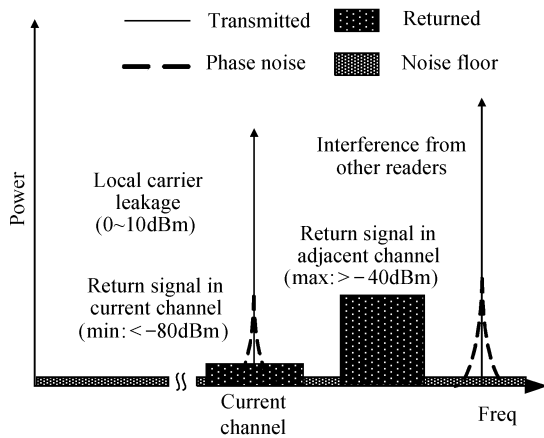 Transmitted
Returned
Phase noise
Noise floor
Power
Local carrier
leakage
(0~10dBm)
Interference from
other readers
Return signal in
adjacent channel
(max:>−40dBm)
Return signal in
current channel
(min:<−80dBm)
Current
channel
Freq